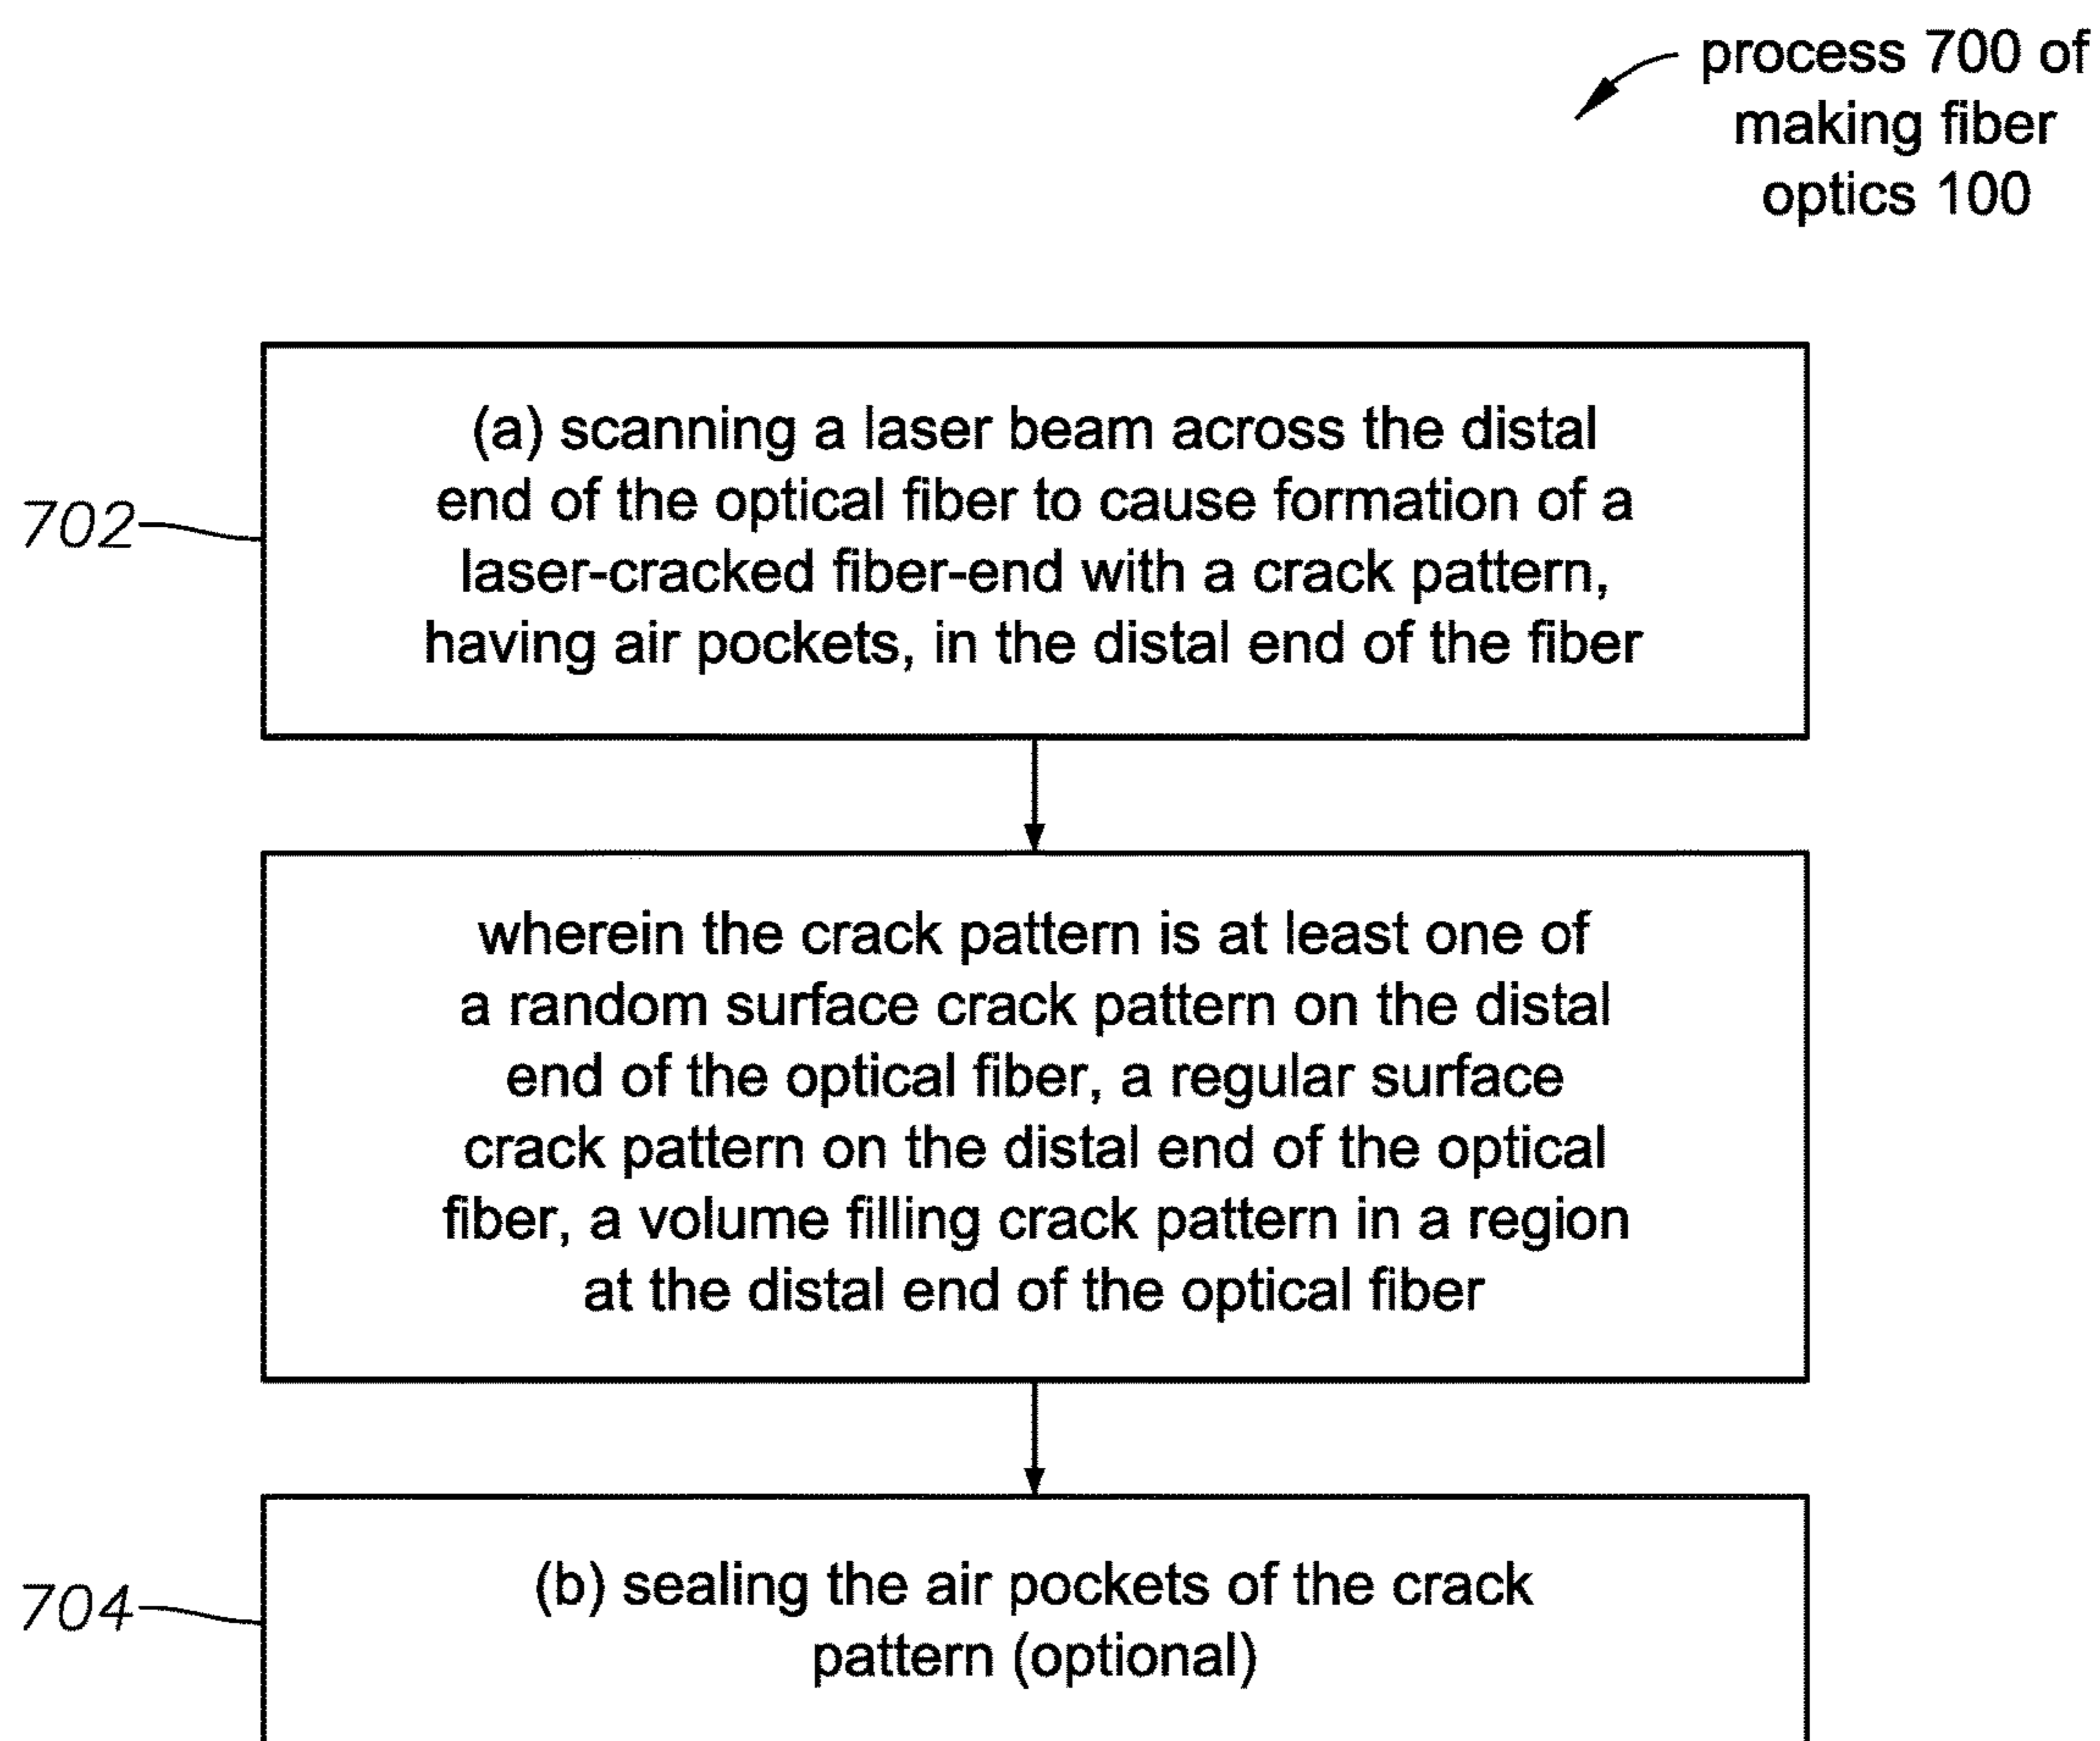 process 700 of
making fiber
optics 100
702
(a) scanning a laser beam across the distal
end of the optical fiber to cause formation of a
laser-cracked fiber-end with a crack pattern,
having air pockets, in the distal end of the fiber
wherein the crack pattern is at least one of
a random surface crack pattern on the distal
end of the optical fiber, a regular surface
crack pattern on the distal end of the optical
fiber, a volume filling crack pattern in a region
at the distal end of the optical fiber
704
(b) sealing the air pockets of the crack
pattern (optional)